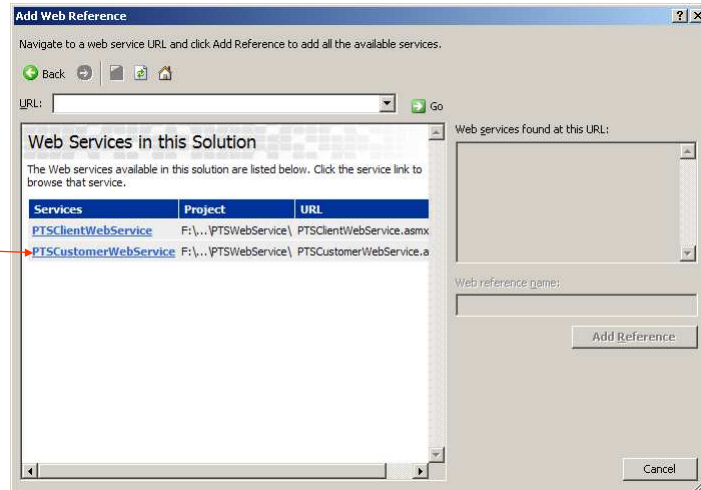 Add Web Reference
Navigate to a web service URL and click Add Reference to add all the available services.
Back
URL:
Go
Web Services in this Solution
The Web services available in this solution are listed below. Click the service link to
browse that service.
Services Project URL
PTSClientWebService F:\...\PTSWebService\ PTSClientWebService.asmx
PTSCustomerWebService F:\...\PTSWebService\ PTSCustomerWebService.a
Web services found at this URL:
Web reference name:
Add Reference
Cancel